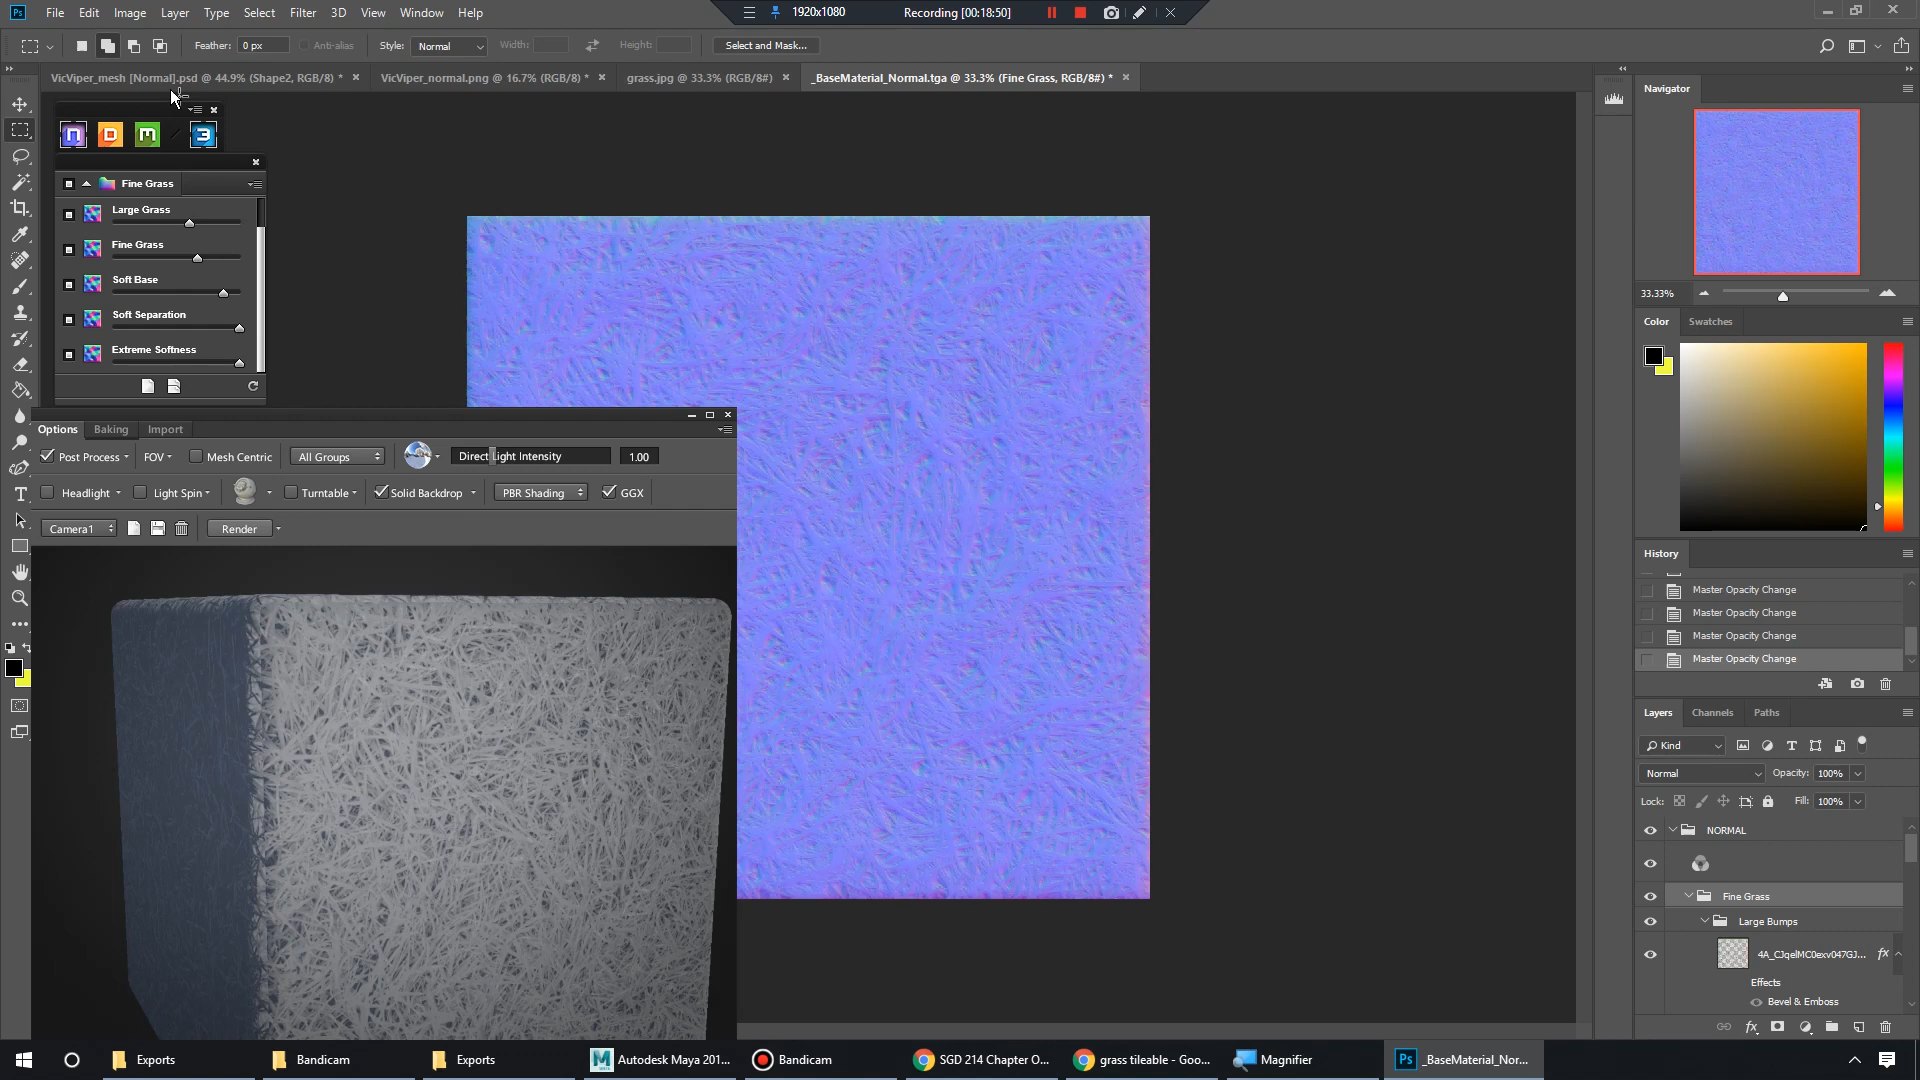 Ps File Edit Image Layer Type Select Filter 3D View Window Help
1920x1080 Recording [00:18:50]
Feather: 0 px Anti-alias Style: Normal Width: Height: Select and Mask...
VicViper_mesh [Normal].psd @ 44.9% (Shape2, RGB/8) *
VicViper_normal.png @ 16.7% (RGB/8) *
grass.jpg @ 33.3% (RGB/8#)
_BaseMaterial_Normal.tga @ 33.3% (Fine Grass, RGB/8#) *
Navigator
n D m 3
Fine Grass
Large Grass
Fine Grass
Soft Base
Soft Separation
Extreme Softness
33.33%
Color Swatches
Options Baking Import
Post Process FOV Mesh Centric All Groups Direct Light Intensity 1.00
Headlight Light Spin Turntable Solid Backdrop PBR Shading GGX
Camera1 Render
History
Master Opacity Change
Master Opacity Change
Master Opacity Change
Master Opacity Change
Layers Channels Paths
Kind
Normal Opacity: 100%
Lock: Fill: 100%
NORMAL
Fine Grass
Large Bumps
4A_CJqelMC0exv047GJ... fx
Effects
Bevel & Emboss
Exports
Bandicam
Exports
Autodesk Maya 201...
Bandicam
SGD 214 Chapter O...
grass tileable - Goo...
Magnifier
Ps _BaseMaterial_Nor...